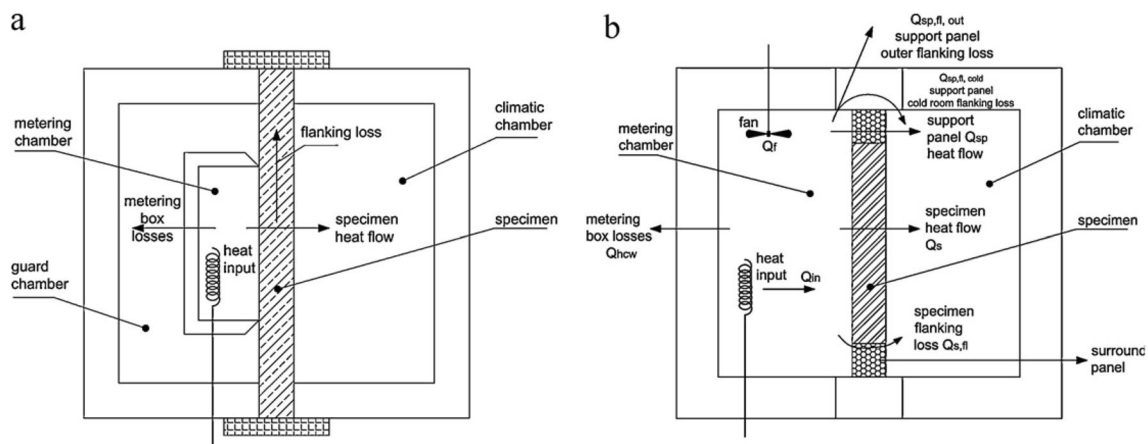 a
metering
chamber
climatic
chamber
flanking loss
metering
box
losses
specimen
heat flow
specimen
heat
input
guard
chamber
b
Qsp,fl, out
support panel
outer flanking loss
Qsp,fl, cold
support panel
cold room flanking loss
metering
chamber
fan
Qf
support
panel Qsp
heat flow
climatic
chamber
metering
box losses
Qhcw
specimen
heat flow
Qs
specimen
heat
input
Qin
specimen
flanking
loss Qs,fl
surround
panel